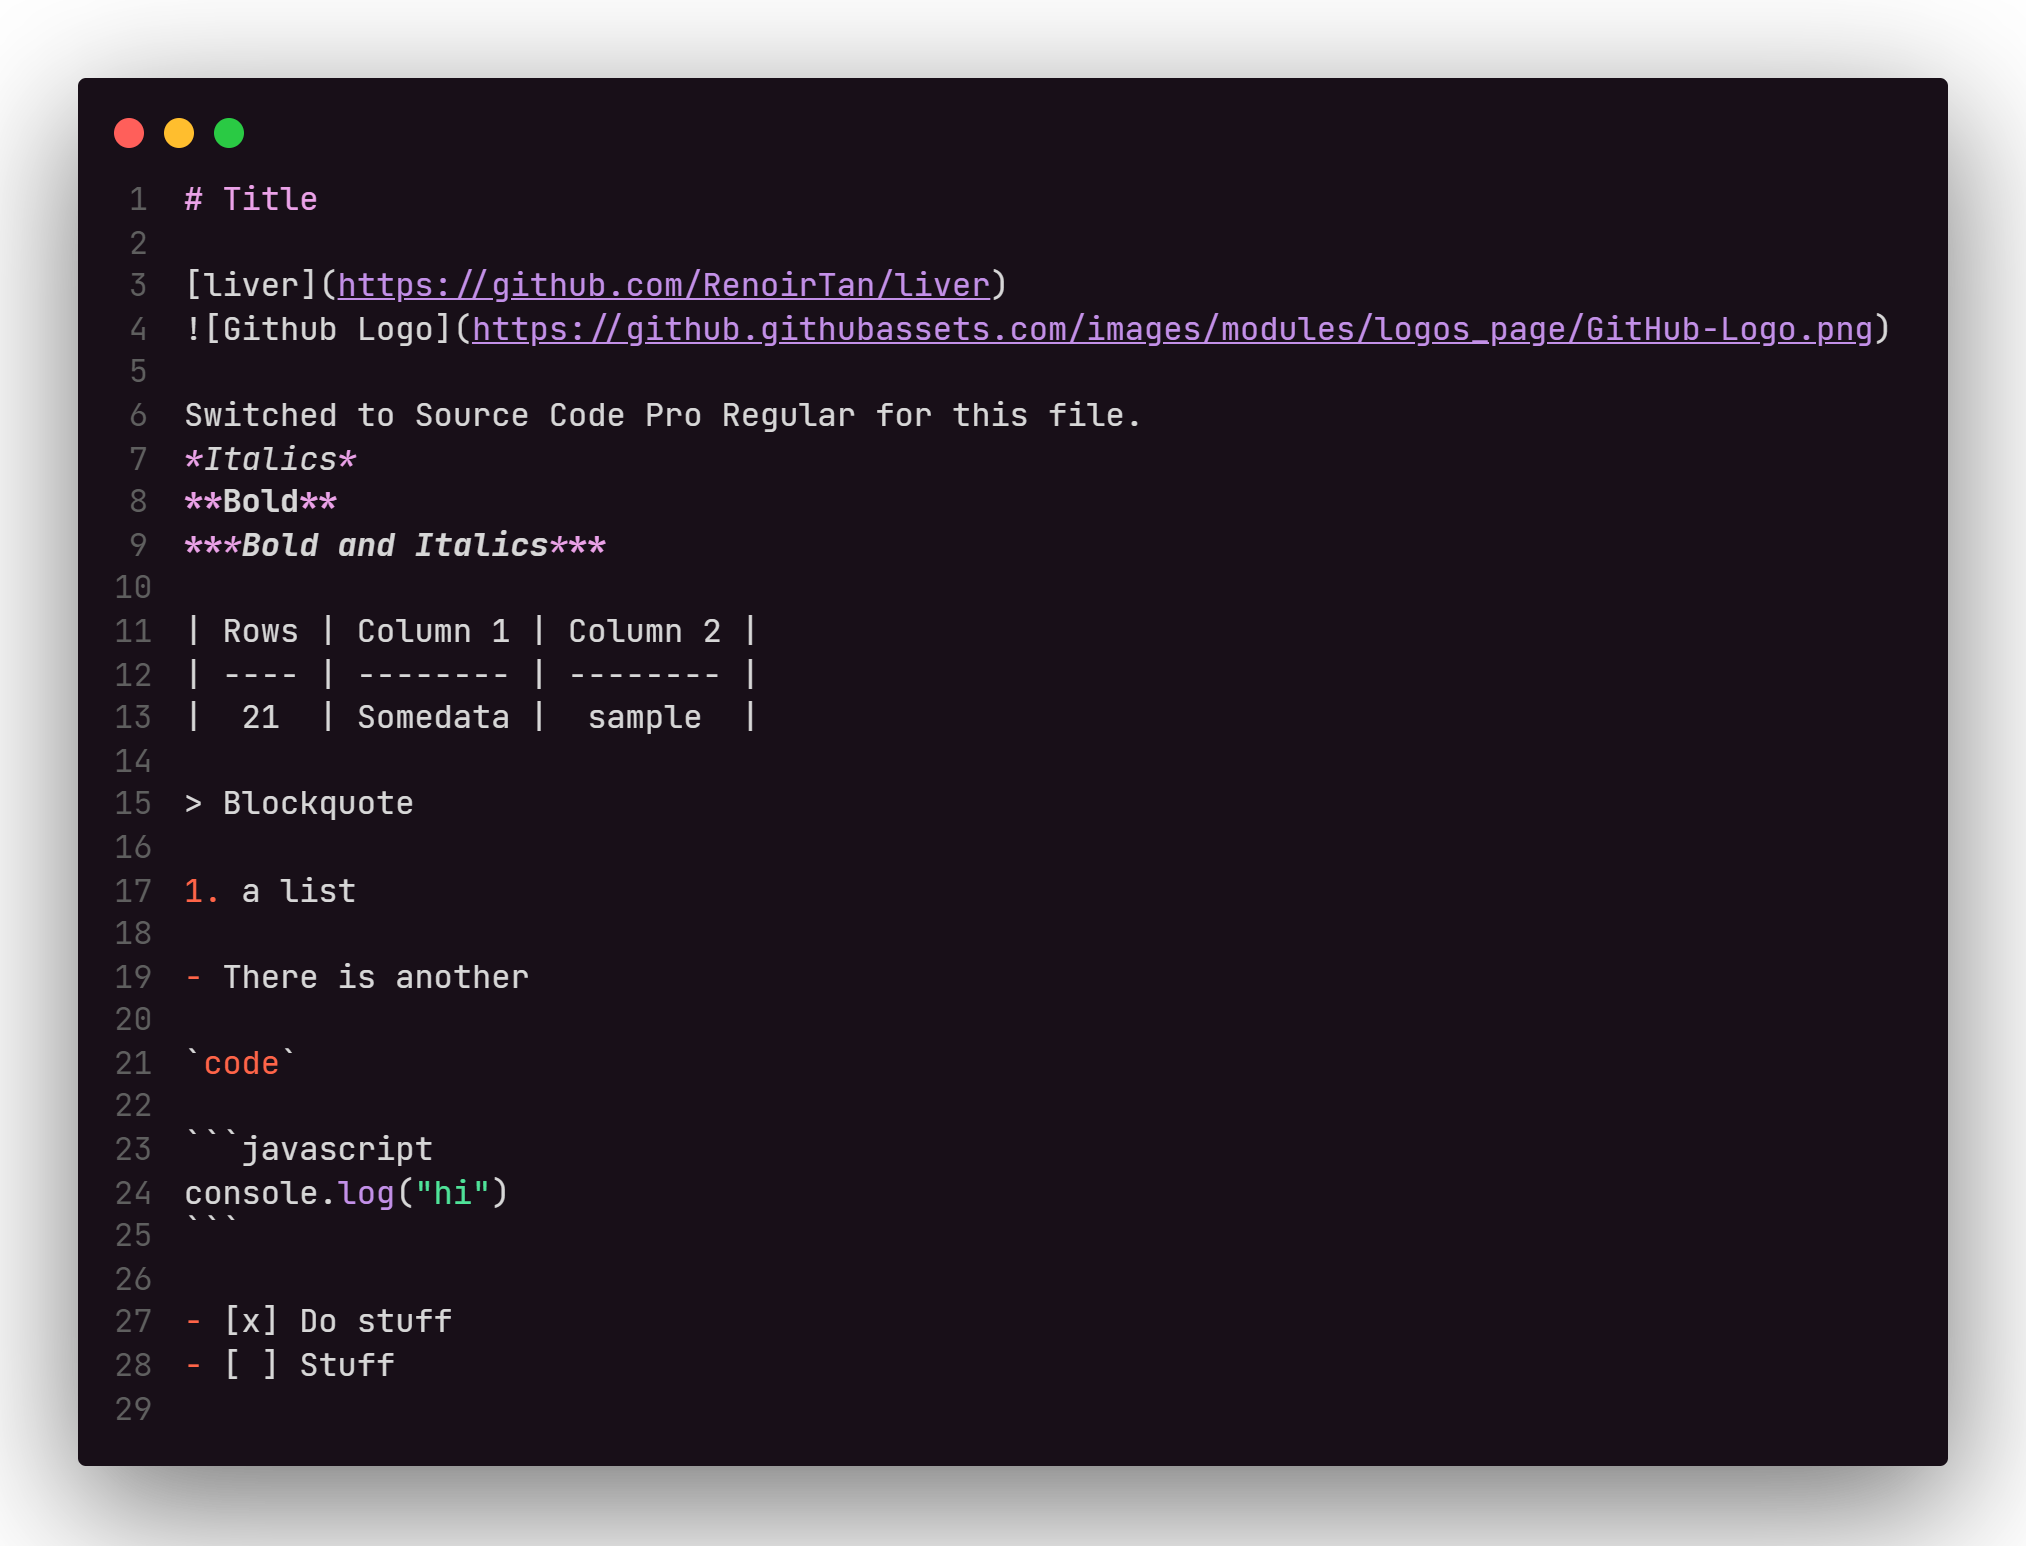 1 # Title
2
3 [liver](https://github.com/RenoirTan/liver)
4 ![Github Logo](https://github.githubassets.com/images/modules/logos_page/GitHub-Logo.png)
5
6 Switched to Source Code Pro Regular for this file.
7 *Italics*
8 **Bold**
9 ***Bold and Italics***
10
11 | Rows | Column 1 | Column 2 |
12 | ---- | -------- | -------- |
13 |  21  | Somedata |  sample  |
14
15 > Blockquote
16
17 1. a list
18
19 - There is another
20
21 `code`
22
23 ```javascript
24 console.log("hi")
25 ```
26
27 - [x] Do stuff
28 - [ ] Stuff
29